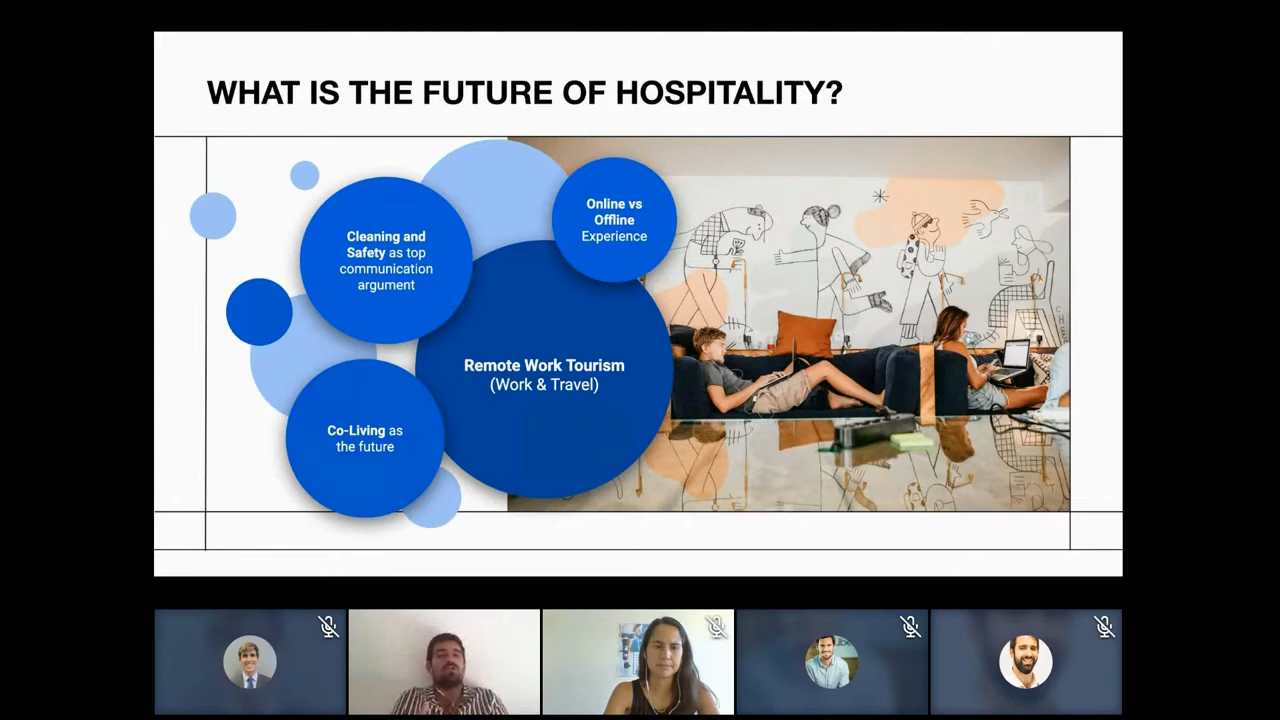 WHAT IS THE FUTURE OF HOSPITALITY?
Cleaning and
Safety as top
communication
argument
Online vs
Offline
Experience
Remote Work Tourism
(Work & Travel)
Co-Living as
the future